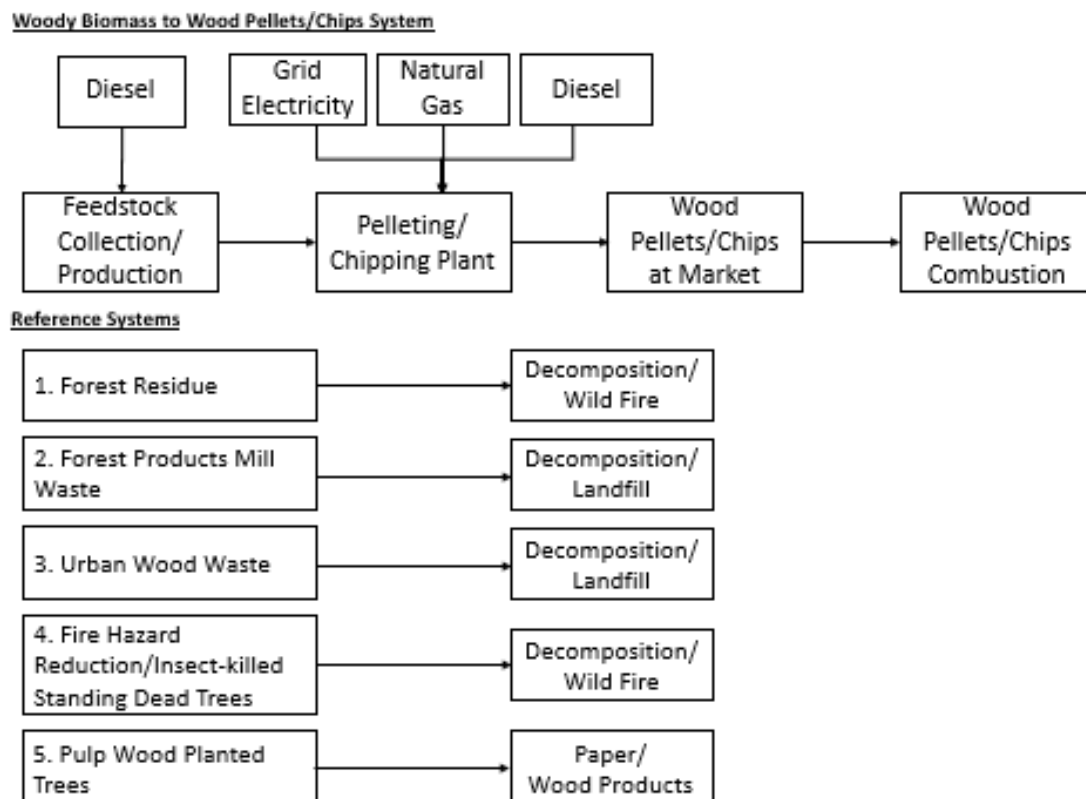 Woody Biomass to Wood Pellets/Chips System
Diesel
Grid
Electricity
Natural
Gas
Diesel
Feedstock
Collection/
Production
Pelleting/
Chipping Plant
Wood
Pellets/Chips
at Market
Wood
Pellets/Chips
Combustion
Reference Systems
1. Forest Residue
Decomposition/
Wild Fire
2. Forest Products Mill
Waste
Decomposition/
Landfill
3. Urban Wood Waste
Decomposition/
Landfill
4. Fire Hazard
Reduction/Insect-killed
Standing Dead Trees
Decomposition/
Wild Fire
5. Pulp Wood Planted
Trees
Paper/
Wood Products